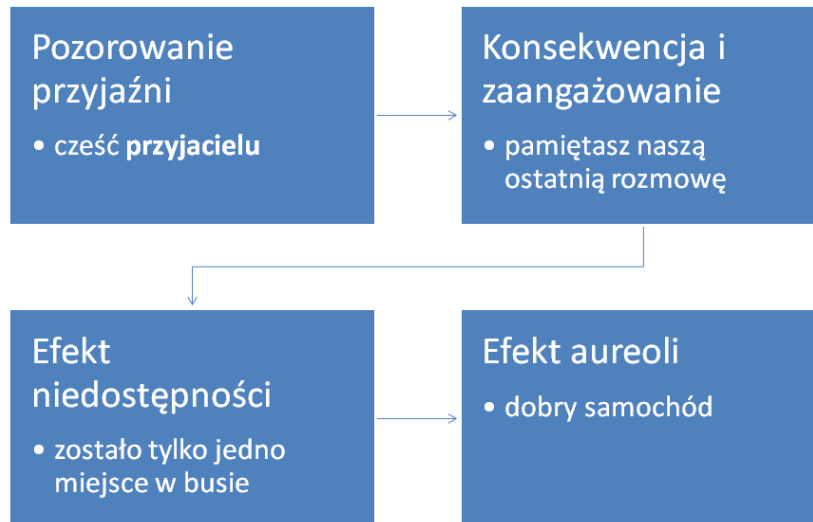 Pozorowanie
przyjaźni
• cześć przyjacielu
Konsekwencja i
zaangażowanie
• pamiętasz naszą
ostatnią rozmowę
Efekt
niedostępności
• zostało tylko jedno
miejsce w busie
Efekt aureoli
• dobry samochód